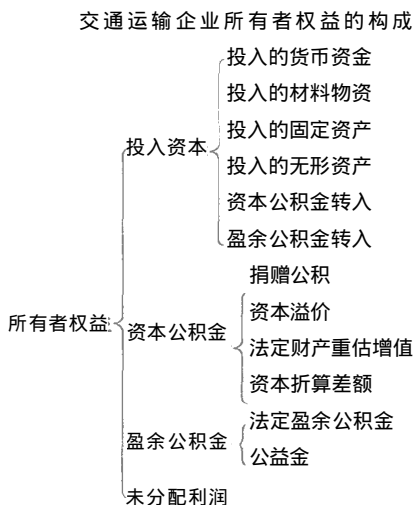 交通运输企业所有者权益的构成
投入的货币资金
投入的材料物资
投入的固定资产
投入资本
投入的无形资产
资本公积金转入
盈余公积金转入
捐赠公积
资本溢价
所有者权益
资本公积金
法定财产重估增值
资本折算差额
法定盈余公积金
盈余公积金
公益金
未分配利润